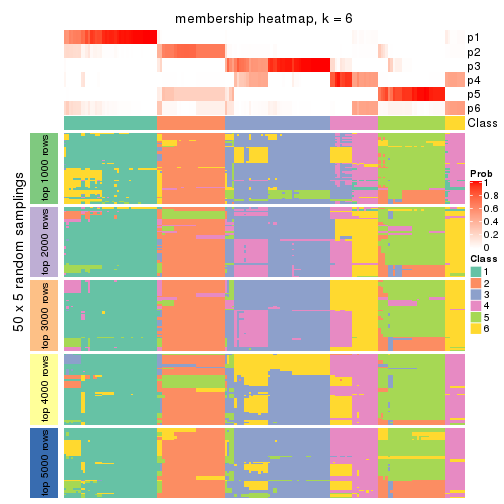 membership heatmap, k = 6
p1
p2
p3
p4
p5
p6
Class
50 x 5 random samplings
top 1000 rows
top 2000 rows
top 3000 rows
top 4000 rows
top 5000 rows
Prob
1
0.8
0.6
0.4
0.2
0
Class
1
2
3
4
5
6